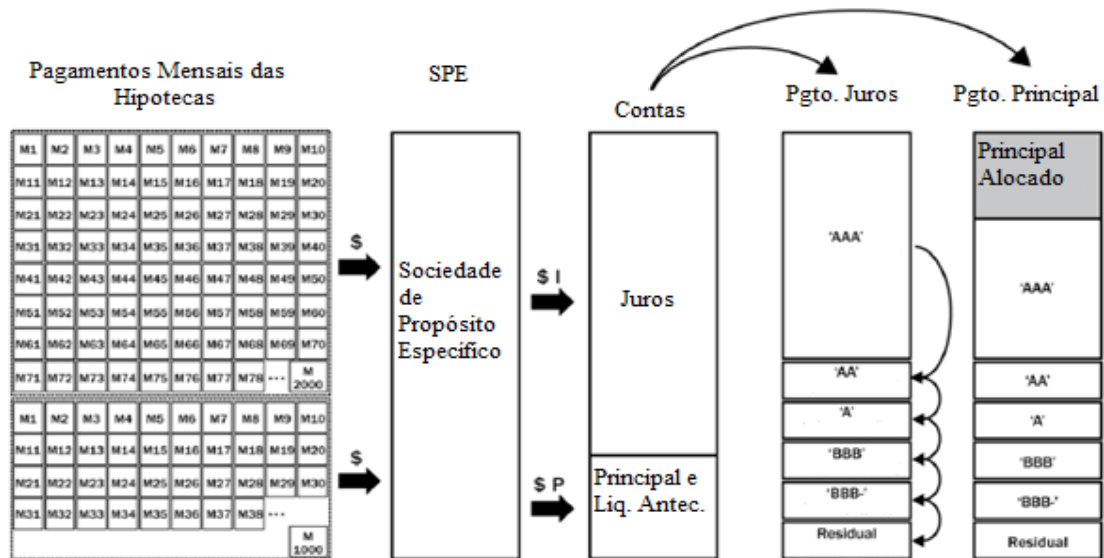 Pagamentos Mensais das
Hipotecas
SPE
Contas
Pgto. Juros
Pgto. Principal
M1 M2 M3 M4 M5 M6 M7 M8 M9 M10
M11 M12 M13 M14 M15 M16 M17 M18 M19 M20
M21 M22 M23 M24 M25 M26 M27 M28 M29 M30
M31 M32 M33 M34 M35 M36 M37 M38 M39 M40
M41 M42 M43 M44 M45 M46 M47 M48 M49 M50
M51 M52 M53 M54 M55 M56 M57 M58 M59 M60
M61 M62 M63 M64 M65 M66 M67 M68 M69 M70
M71 M72 M73 M74 M75 M76 M77 M78 ··· M
2000
M1 M2 M3 M4 M5 M6 M7 M8 M9 M10
M11 M12 M13 M14 M15 M16 M17 M18 M19 M20
M21 M22 M23 M24 M25 M26 M27 M28 M29 M30
M31 M32 M33 M34 M35 M36 M37 M38 ···
M
1000
$
$
Sociedade
de
Propósito
Específico
$ I
$ P
Juros
Principal e
Liq. Antec.
'AAA'
'AA'
'A'
'BBB'
'BBB-'
Residual
Principal
Alocado
'AAA'
'AA'
'A'
'BBB'
'BBB-'
Residual